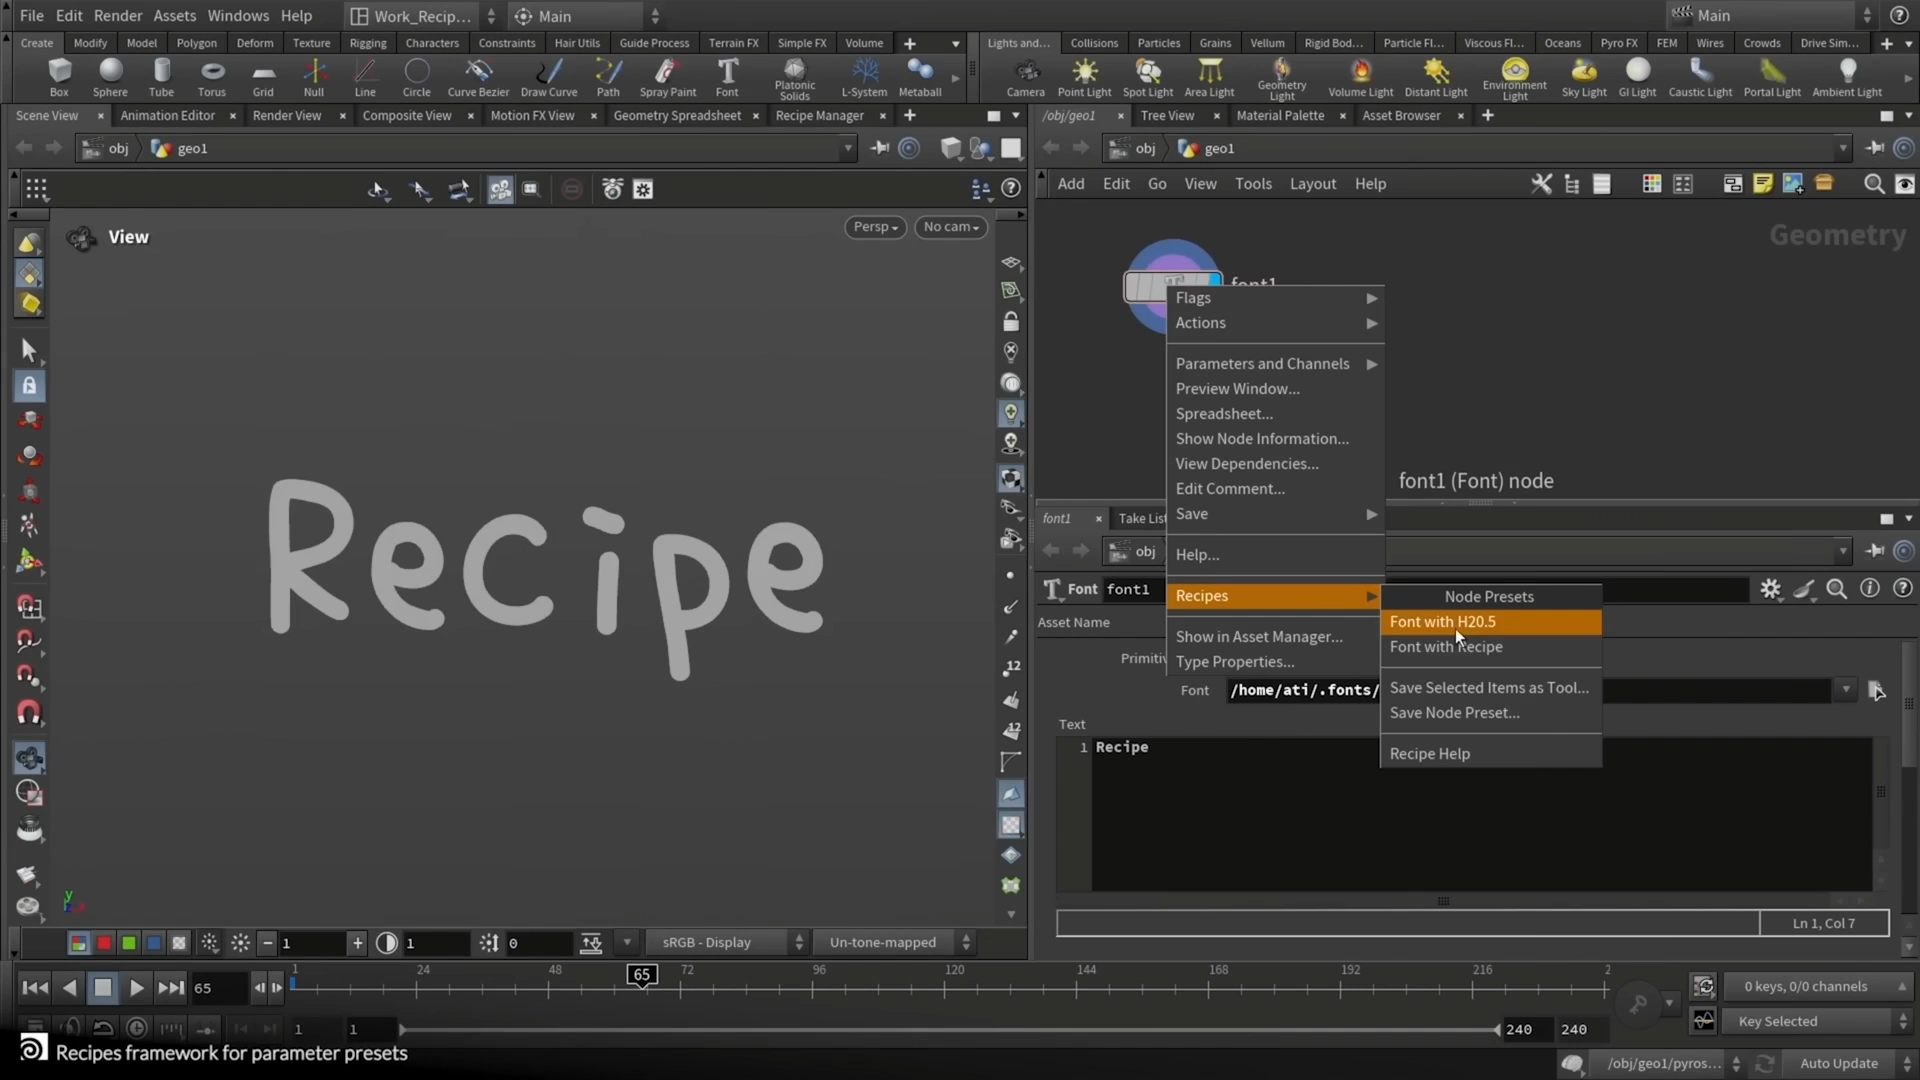 File Edit Render Assets Windows Help Work_Recip... Main Main
Create Modify Model Polygon Deform Texture Rigging Characters Constraints Hair Utils Guide Process Terrain FX Simple FX Volume
Lights and... Collisions Particles Grains Vellum Rigid Bod... Particle Fl... Viscous Fl... Oceans Pyro FX FEM Wires Crowds Drive Sim...
Box Sphere Tube Torus Grid Null Line Circle Curve Bezier Draw Curve Path Spray Paint Font Platonic Solids L-System Metaball
Camera Point Light Spot Light Area Light Geometry Light Volume Light Distant Light Environment Light Sky Light GI Light Caustic Light Portal Light Ambient Light
Scene View Animation Editor Render View Composite View Motion FX View Geometry Spreadsheet Recipe Manager
/obj/geo1 Tree View Material Palette Asset Browser
obj geo1
obj geo1
Add Edit Go View Tools Layout Help
View
Persp No cam
Geometry
font1
Recipe
Flags
Actions
Parameters and Channels
Preview Window...
Spreadsheet...
Show Node Information...
View Dependencies...
Edit Comment...
Save
Help...
Recipes
Show in Asset Manager...
Type Properties...
font1 (Font) node
font1 Take Lis
obj
Font font1
Node Presets
Font with H20.5
Font with Recipe
Save Selected Items as Tool...
Save Node Preset...
Recipe Help
Asset Name
Primitiv
Font /home/ati/.fonts/
Text
1 Recipe
Ln 1, Col 7
12
12
y
1 1 0 sRGB - Display Un-tone-mapped
65 1 24 48 65 72 96 120 144 168 192 216 2
0 keys, 0/0 channels
1 1 240 240 Key Selected
Recipes framework for parameter presets
/obj/geo1/pyros... Auto Update